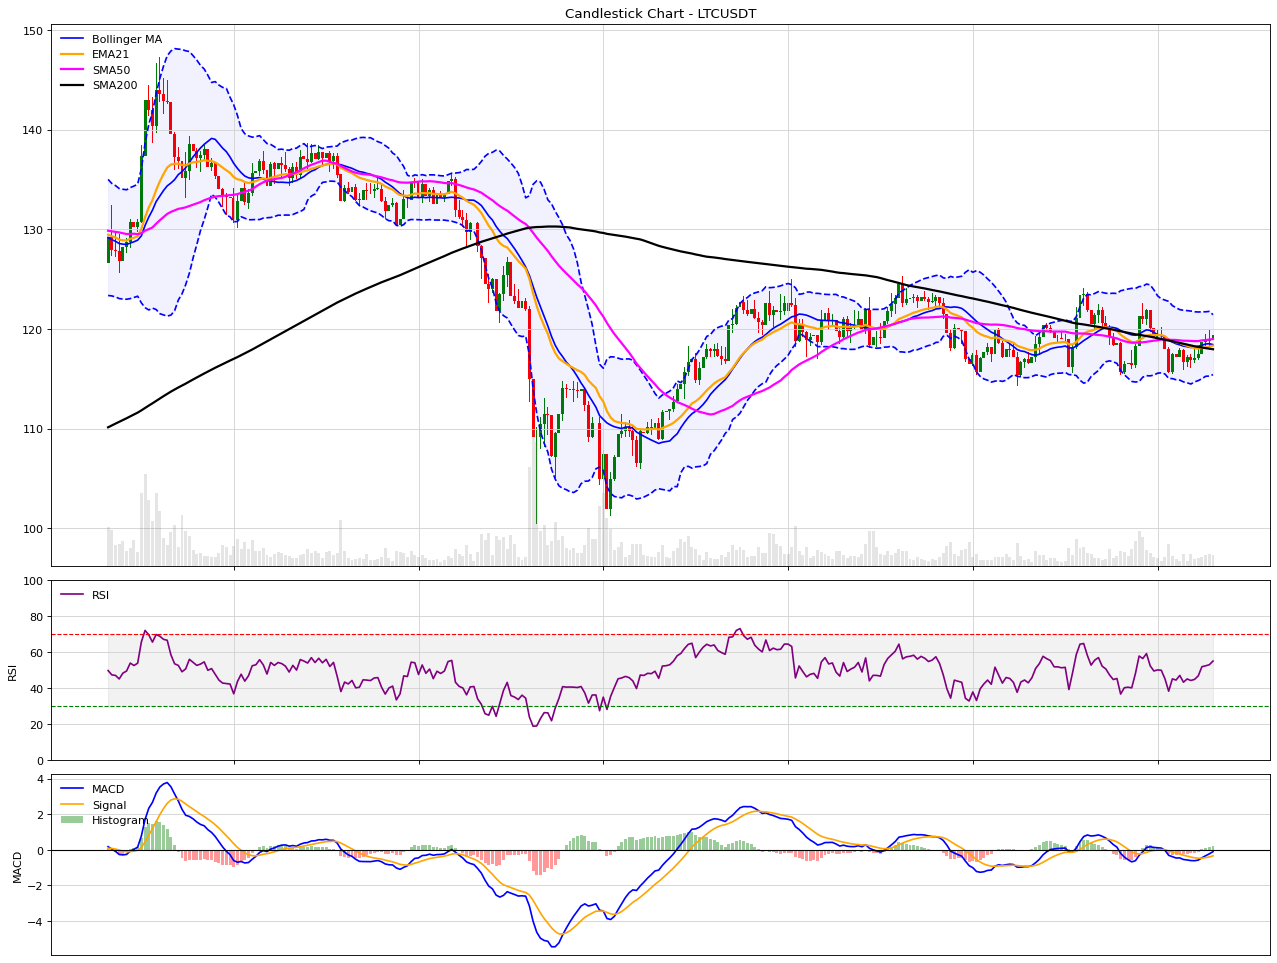 Candlestick Chart - LTCUSDT
150
140
130
120
110
100
Bollinger MA
EMA21
SMA50
SMA200
100
80
60
40
20
0
RSI
RSI
4
2
0
−2
−4
MACD
MACD
Signal
Histogram